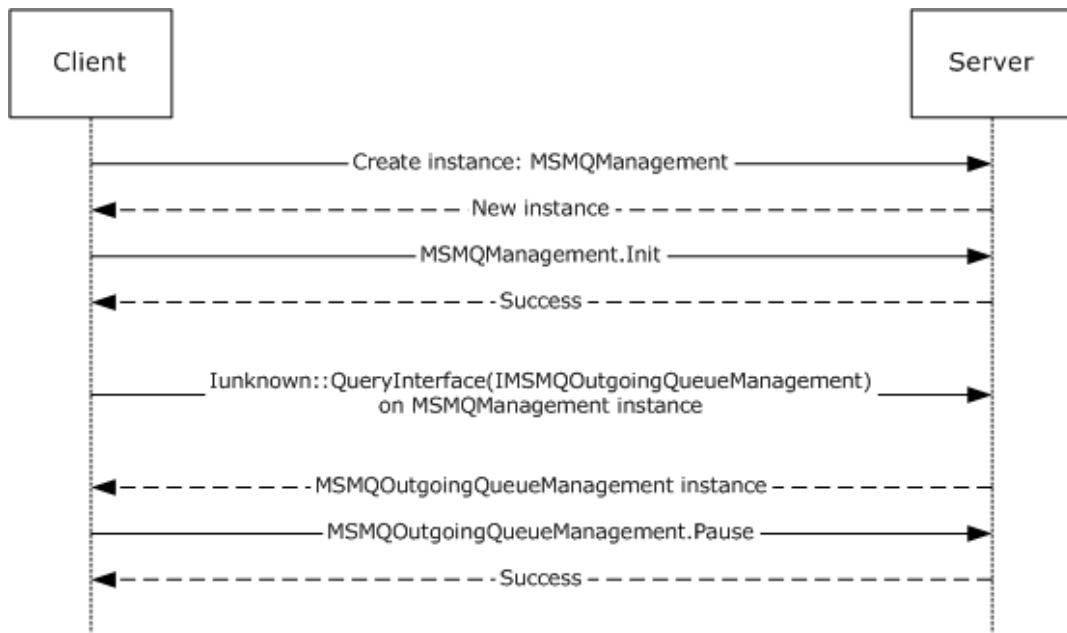 Client
Server
Create instance: MSMQManagement
New instance
MSMQManagement.Init
Success
Iunknown::QueryInterface(IMSMQOutgoingQueueManagement)
on MSMQManagement instance
MSMQOutgoingQueueManagement instance
MSMQOutgoingQueueManagement.Pause
Success